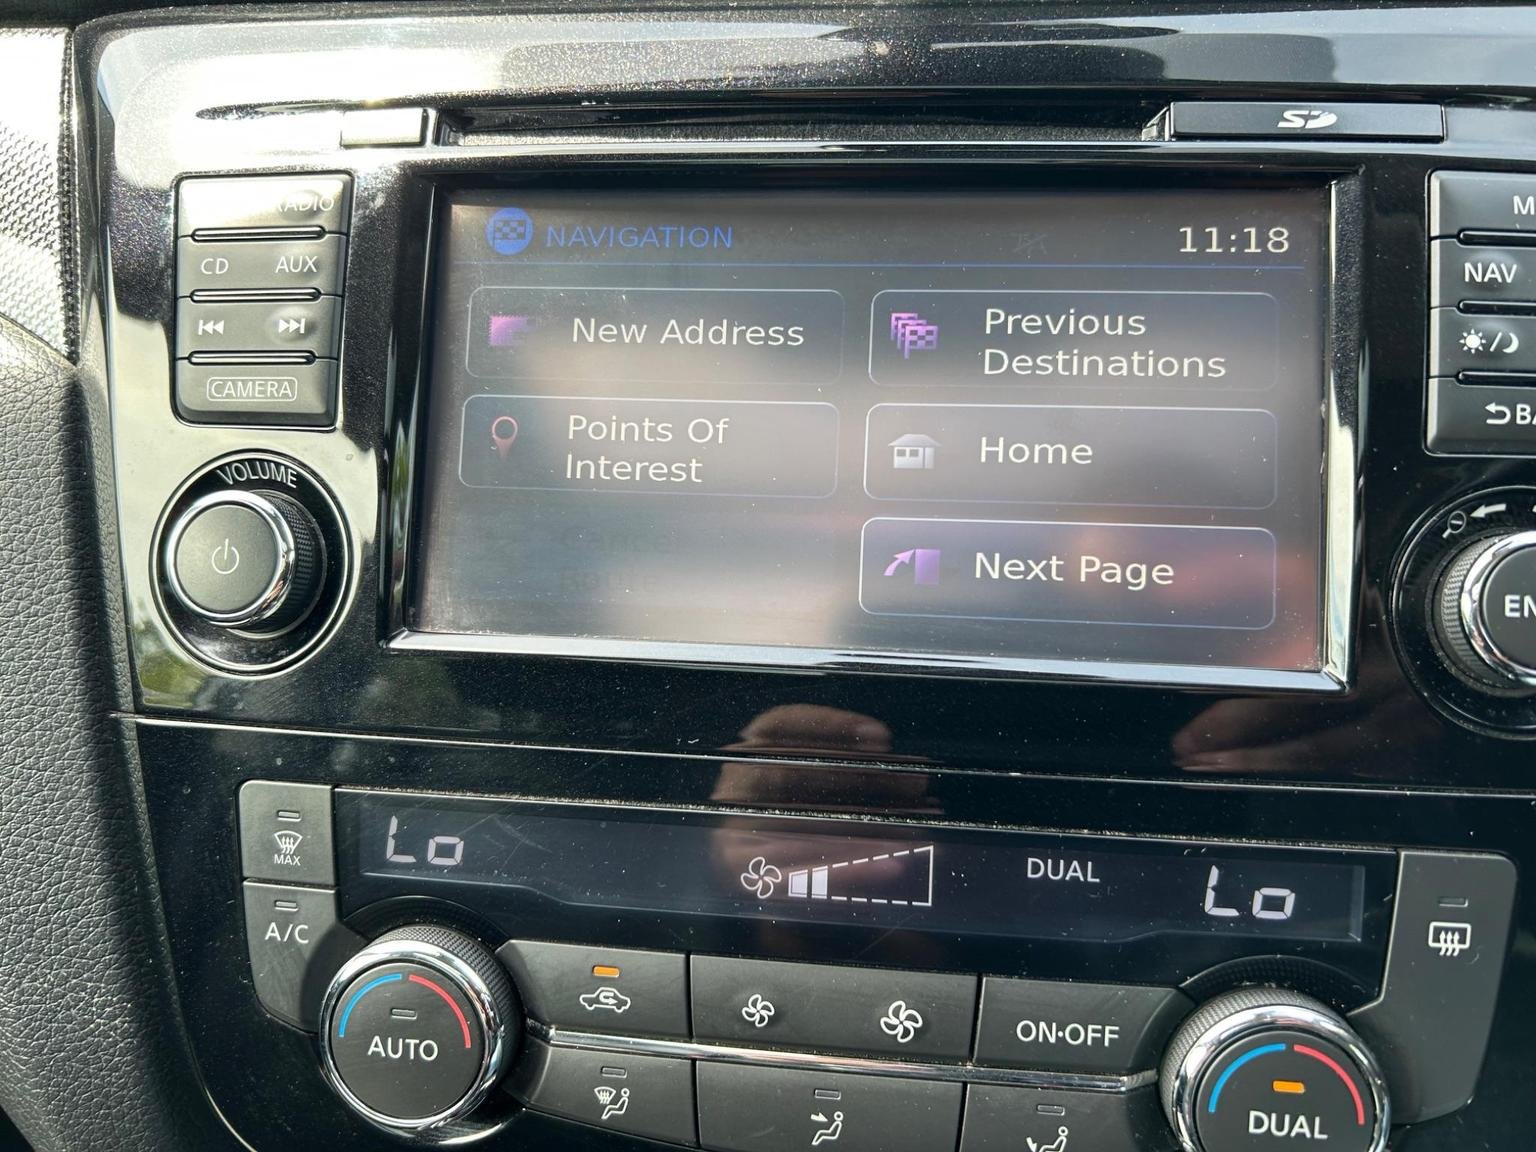 SD
RADIO
CD AUX
CAMERA
VOLUME
NAVIGATION
11:18
New Address
Previous
Destinations
Points Of
Interest
Home
Next Page
NAV
MAX
A/C
Lo
DUAL
Lo
AUTO
ON·OFF
DUAL